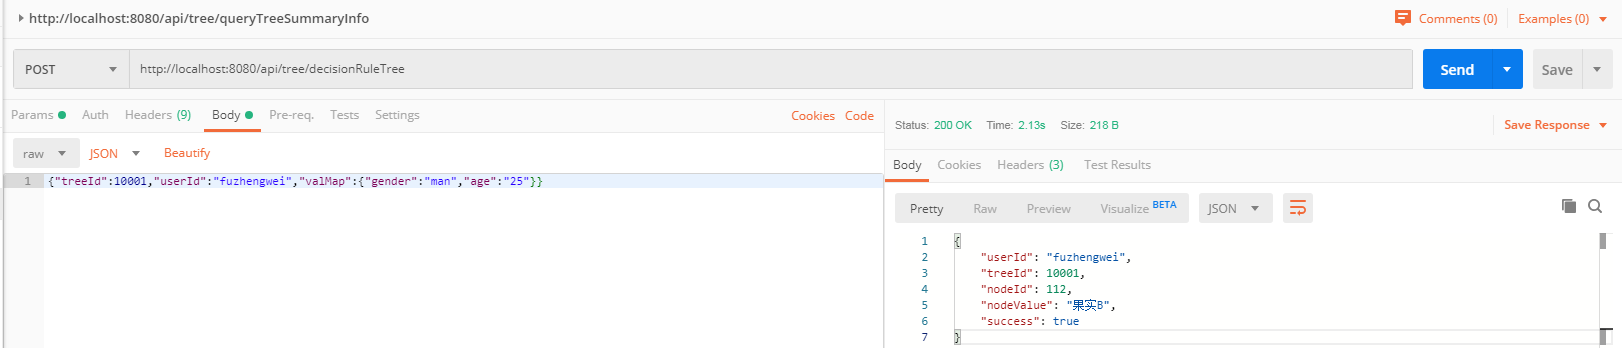 http://localhost:8080/api/tree/queryTreeSummaryInfo
Comments (0)
Examples (0)
POST
http://localhost:8080/api/tree/decisionRuleTree
Send
Save
Params
Auth
Headers (9)
Body
Pre-req.
Tests
Settings
Cookies
Code
raw
JSON
Beautify
1 {"treeId":10001,"userId":"fuzhengwei","valMap":{"gender":"man","age":"25"}}
Status: 200 OK Time: 2.13s Size: 218 B
Save Response
Body
Cookies
Headers (3)
Test Results
Pretty
Raw
Preview
Visualize BETA
JSON
1 {
2 "userId": "fuzhengwei",
3 "treeId": 10001,
4 "nodeId": 112,
5 "nodeValue": "果实B",
6 "success": true
7 }